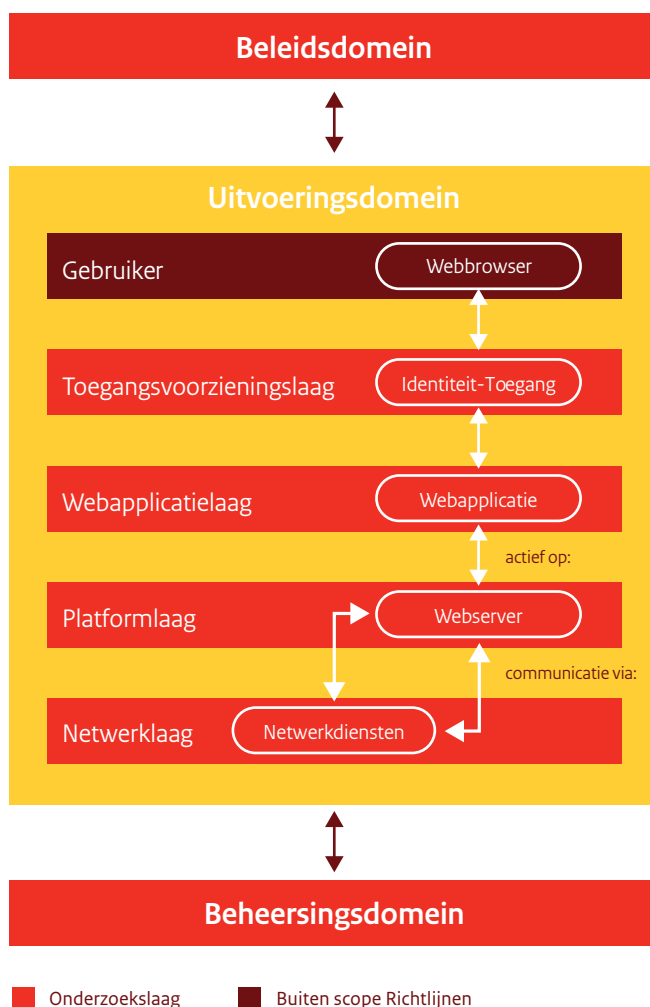 Beleidsdomein
Uitvoeringsdomein
Gebruiker
Webbrowser
Toegangsvoorzieningslaag
Identiteit-Toegang
Webapplicatielaag
Webapplicatie
actief op:
Platformlaag
Webserver
communicatie via:
Netwerklaag
Netwerkdiensten
Beheersingsdomein
Onderzoekslaag
Buiten scope Richtlijnen